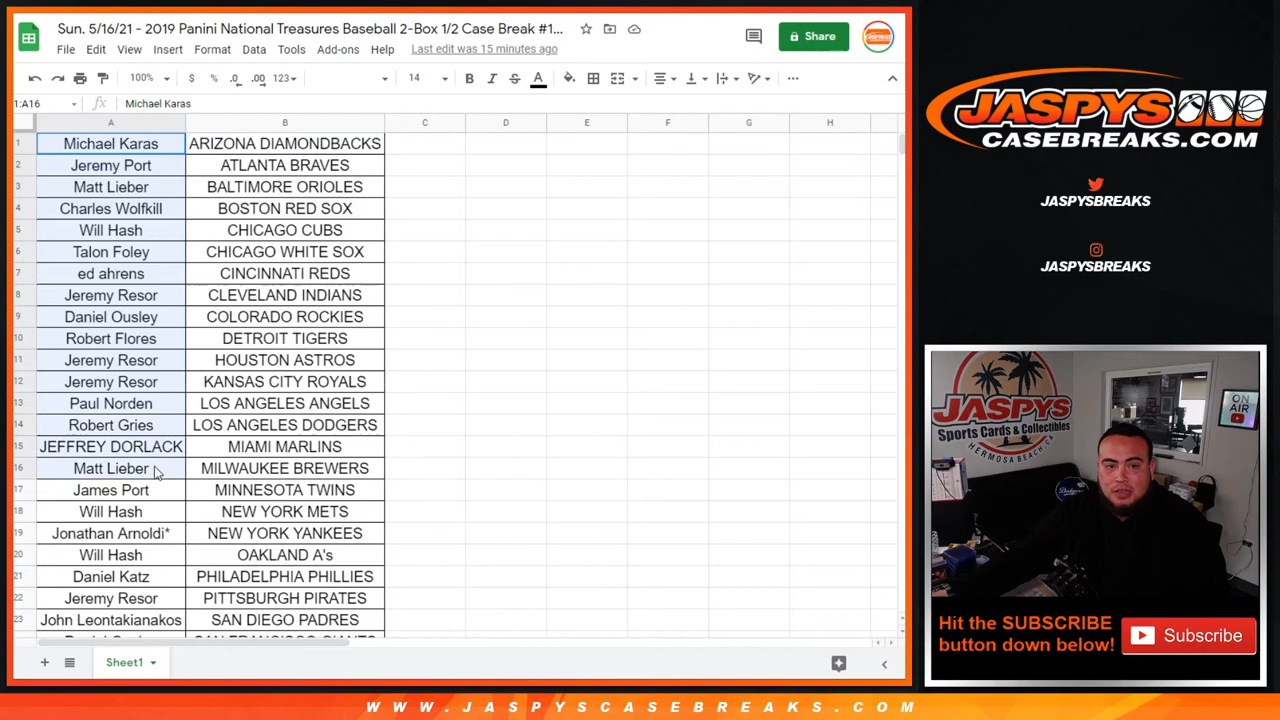 Sun. 5/16/21 - 2019 Panini National Treasures Baseball 2-Box 1/2 Case Break #1...
File Edit View Insert Format Data Tools Add-ons Help Last edit was 15 minutes ago
Share
100% $ % .0 .00 123 14 B I S A
1:A16 fx Michael Karas
A B C D E F G H
1 Michael Karas ARIZONA DIAMONDBACKS
2 Jeremy Port ATLANTA BRAVES
3 Matt Lieber BALTIMORE ORIOLES
4 Charles Wolfkill BOSTON RED SOX
5 Will Hash CHICAGO CUBS
6 Talon Foley CHICAGO WHITE SOX
7 ed ahrens CINCINNATI REDS
8 Jeremy Resor CLEVELAND INDIANS
9 Daniel Ousley COLORADO ROCKIES
10 Robert Flores DETROIT TIGERS
11 Jeremy Resor HOUSTON ASTROS
12 Jeremy Resor KANSAS CITY ROYALS
13 Paul Norden LOS ANGELES ANGELS
14 Robert Gries LOS ANGELES DODGERS
15 JEFFREY DORLACK MIAMI MARLINS
16 Matt Lieber MILWAUKEE BREWERS
17 James Port MINNESOTA TWINS
18 Will Hash NEW YORK METS
19 Jonathan Arnoldi* NEW YORK YANKEES
20 Will Hash OAKLAND A's
21 Daniel Katz PHILADELPHIA PHILLIES
22 Jeremy Resor PITTSBURGH PIRATES
23 John Leontakianakos SAN DIEGO PADRES
Sheet1
JASPYS
CASEBREAKS.COM
JASPYSBREAKS
JASPYSBREAKS
JASPYS
Sports Cards & Collectibles
HERMOSA BEACH, CA
ON AIR
Dodgers
Hit the SUBSCRIBE
button down below!
Subscribe
WWW.JASPYSCASEBREAKS.COM